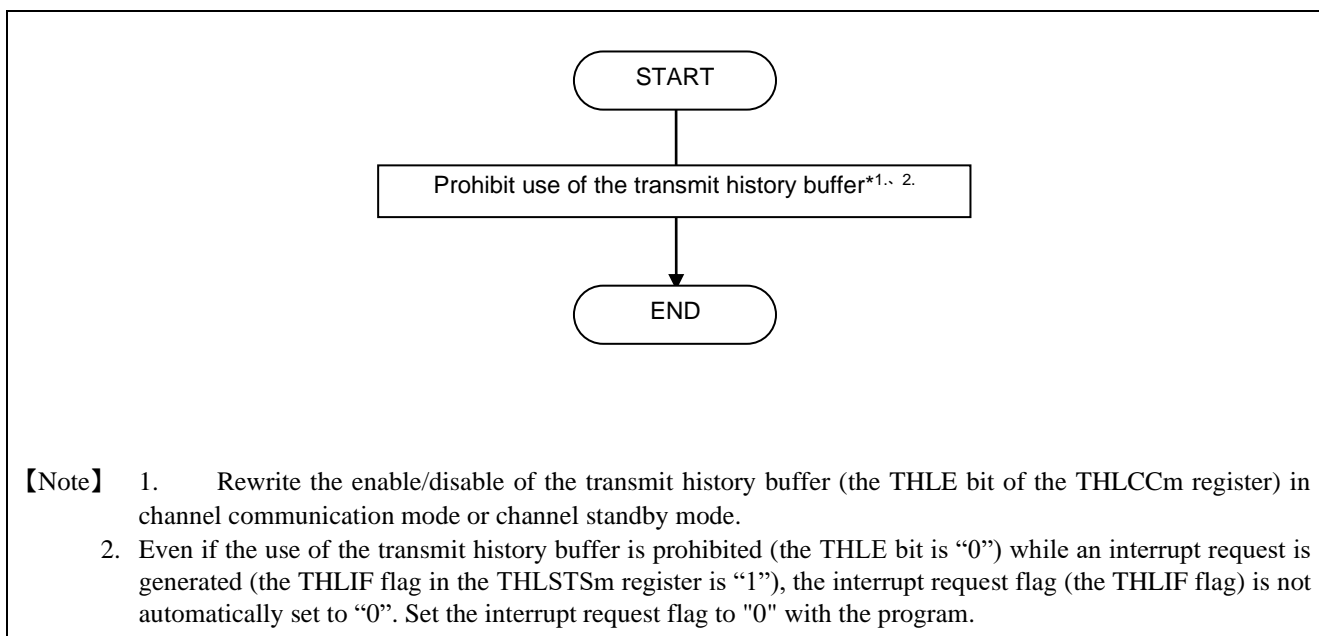 START
Prohibit use of the transmit history buffer*1.、 2.
END
【Note】 1. Rewrite the enable/disable of the transmit history buffer (the THLE bit of the THLCCm register) in
channel communication mode or channel standby mode.
2. Even if the use of the transmit history buffer is prohibited (the THLE bit is “0”) while an interrupt request is
generated (the THLIF flag in the THLSTSm register is “1”), the interrupt request flag (the THLIF flag) is not
automatically set to “0”. Set the interrupt request flag to "0" with the program.